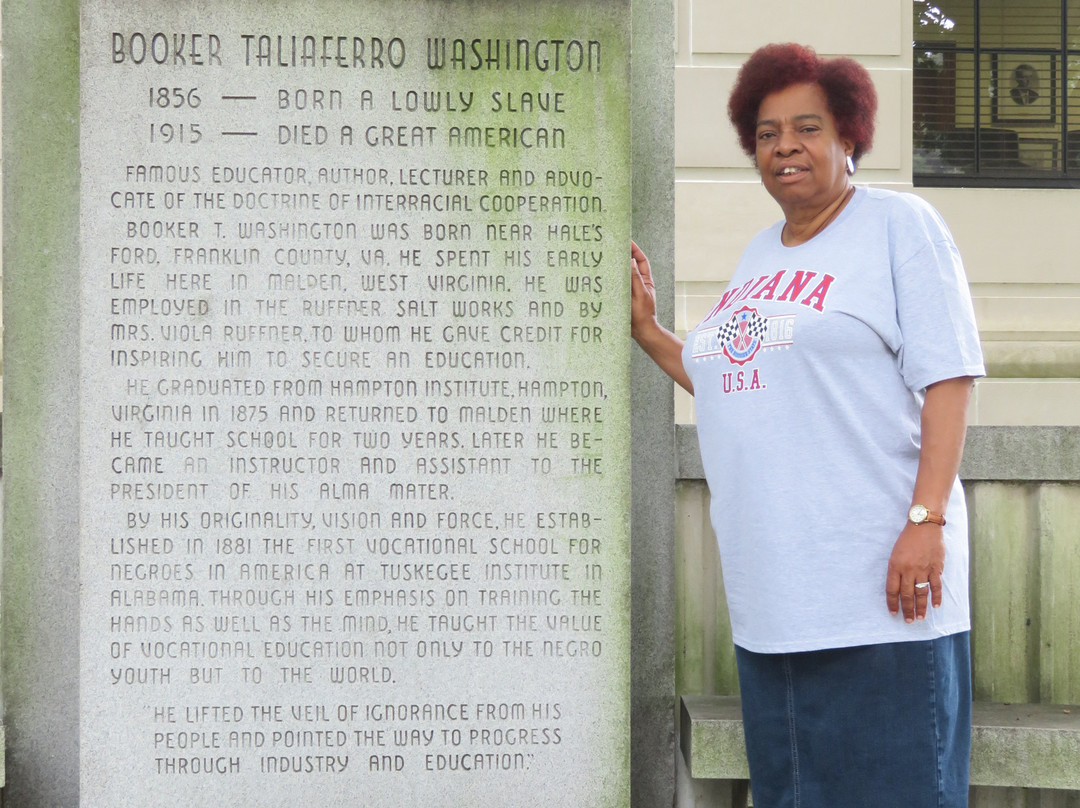 BOOKER TALIAFERRO WASHINGTON
1856 — BORN A LOWLY SLAVE
1915 — DIED A GREAT AMERICAN
FAMOUS EDUCATOR, AUTHOR, LECTURER AND ADVO-
CATE OF THE DOCTRINE OF INTERRACIAL COOPERATION.
BOOKER T. WASHINGTON WAS BORN NEAR HALE'S
FORD, FRANKLIN COUNTY, VA. HE SPENT HIS EARLY
LIFE HERE IN MALDEN, WEST VIRGINIA. HE WAS
EMPLOYED IN THE RUFFNER SALT WORKS AND BY
MRS. VIOLA RUFFNER, TO WHOM HE GAVE CREDIT FOR
INSPIRING HIM TO SECURE AN EDUCATION.
HE GRADUATED FROM HAMPTON INSTITUTE, HAMPTON,
VIRGINIA IN 1875 AND RETURNED TO MALDEN WHERE
HE TAUGHT SCHOOL FOR TWO YEARS. LATER HE BE-
CAME AN INSTRUCTOR AND ASSISTANT TO THE
PRESIDENT OF HIS ALMA MATER.
BY HIS ORIGINALITY, VISION AND FORCE, HE ESTAB-
LISHED IN 1881 THE FIRST VOCATIONAL SCHOOL FOR
NEGROES IN AMERICA AT TUSKEGEE INSTITUTE IN
ALABAMA. THROUGH HIS EMPHASIS ON TRAINING THE
HANDS AS WELL AS THE MIND, HE TAUGHT THE VALUE
OF VOCATIONAL EDUCATION NOT ONLY TO THE NEGRO
YOUTH BUT TO THE WORLD.
"HE LIFTED THE VEIL OF IGNORANCE FROM HIS
PEOPLE AND POINTED THE WAY TO PROGRESS
THROUGH INDUSTRY AND EDUCATION."
INDIANA
EST. 1816
U.S.A.